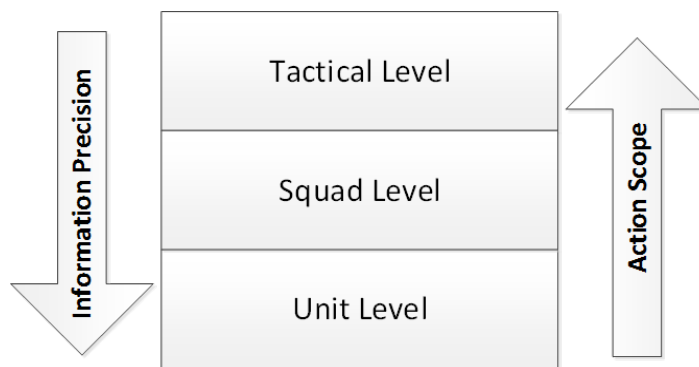 Information Precision
Tactical Level
Squad Level
Unit Level
Action Scope